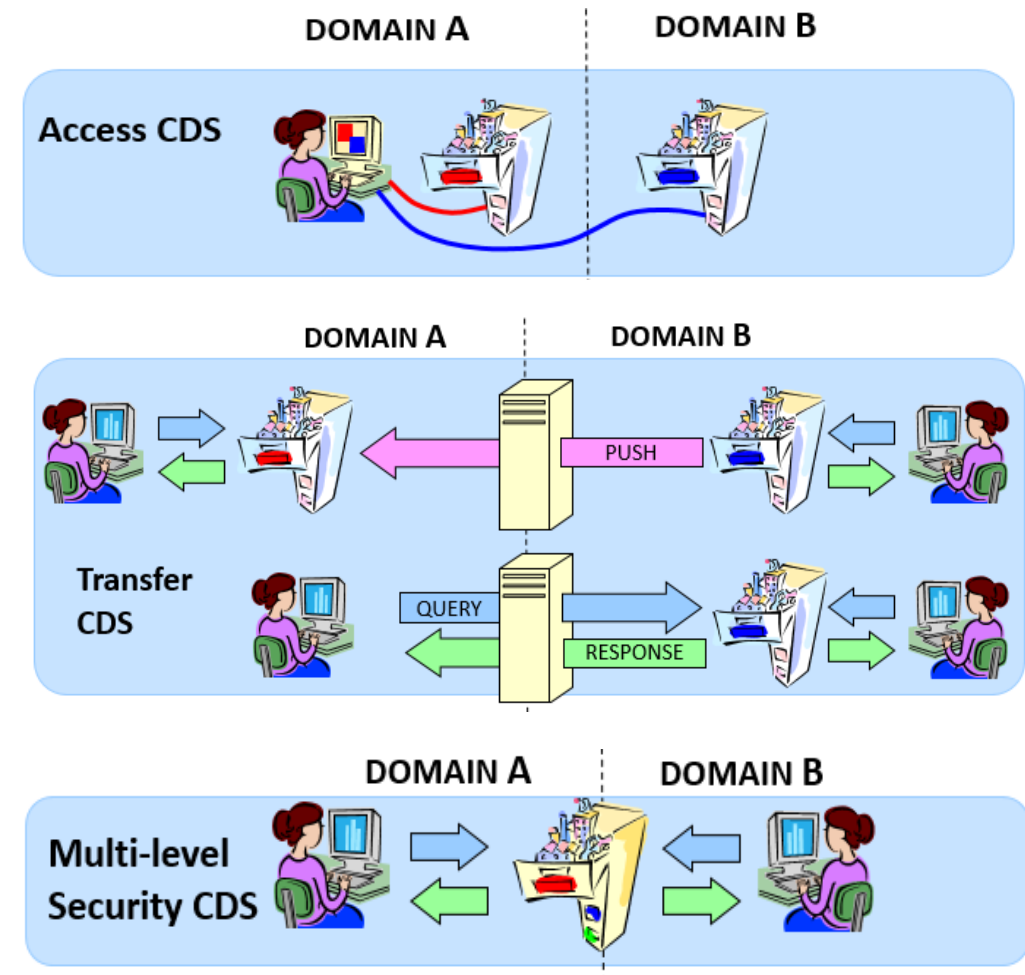 DOMAIN A
DOMAIN B
Access CDS
DOMAIN A
DOMAIN B
PUSH
Transfer
CDS
QUERY
RESPONSE
DOMAIN A
DOMAIN B
Multi-level
Security CDS